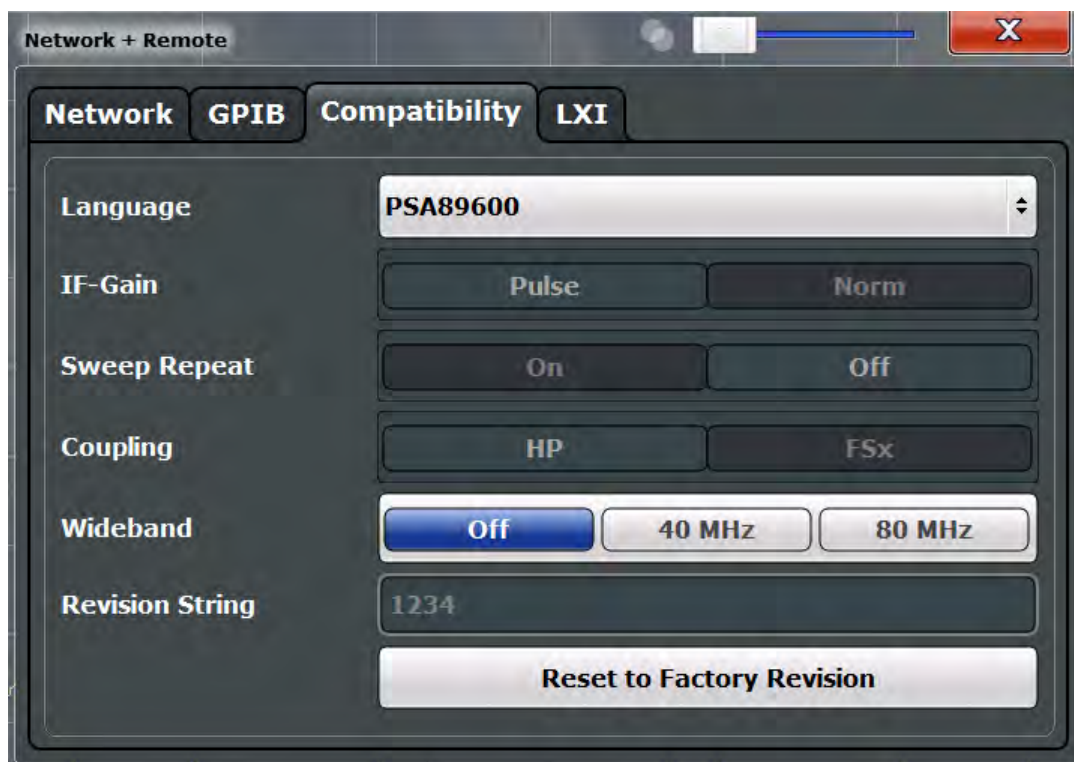 Network + Remote X
Network GPIB Compatibility LXI
Language PSA89600
IF-Gain Pulse Norm
Sweep Repeat On Off
Coupling HP FSx
Wideband Off 40 MHz 80 MHz
Revision String 1234
Reset to Factory Revision